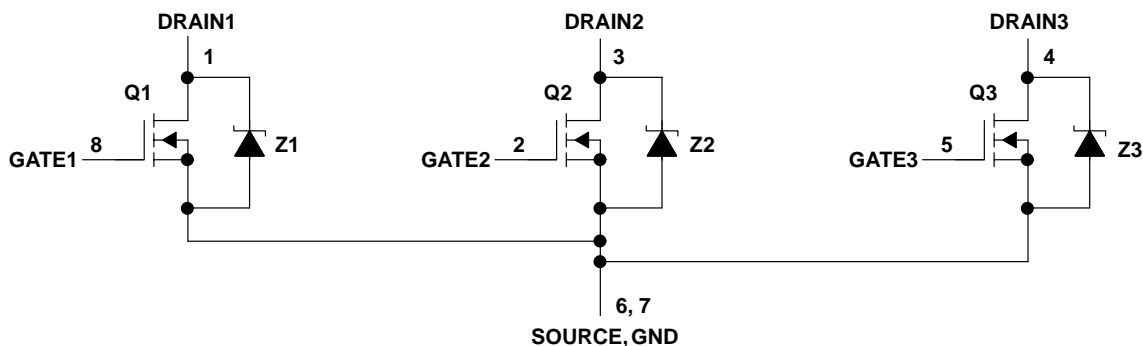 DRAIN1
DRAIN2
DRAIN3
1
3
4
Q1
Q2
Q3
Z1
Z2
Z3
GATE1
8
GATE2
2
GATE3
5
6, 7
SOURCE, GND